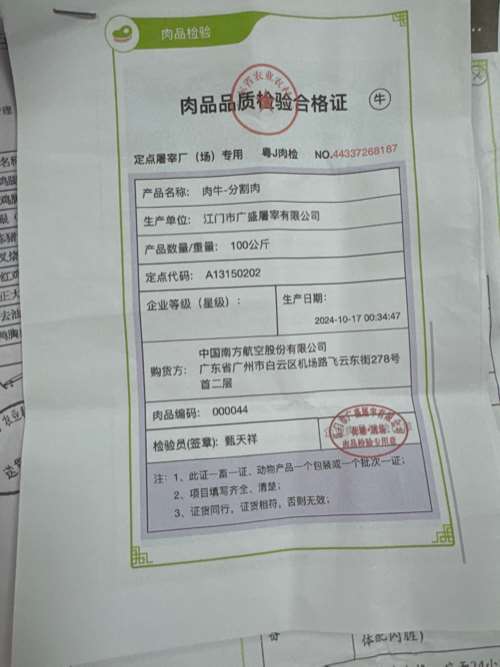 肉品检验
肉品品质检验合格证 牛
定点屠宰厂（场）专用 粤J肉检 NO.44337268187
产品名称： 肉牛-分割肉
生产单位： 江门市广盛屠宰有限公司
产品数量/重量： 100公斤
定点代码： A13150202
企业等级（星级）：
生产日期：
2024-10-17 00:34:47
购货方： 中国南方航空股份有限公司
广东省广州市白云区机场路飞云东街278号
首二层
肉品编码： 000044
检验员(签章)： 甄天祥
肉品检验专用章
注：1、此证一畜一证，动物产品一个包装或一个批次一证；
2、项目填写齐全、清楚；
3、证货同行，证货相符，否则无效；
份
体腔内脏）